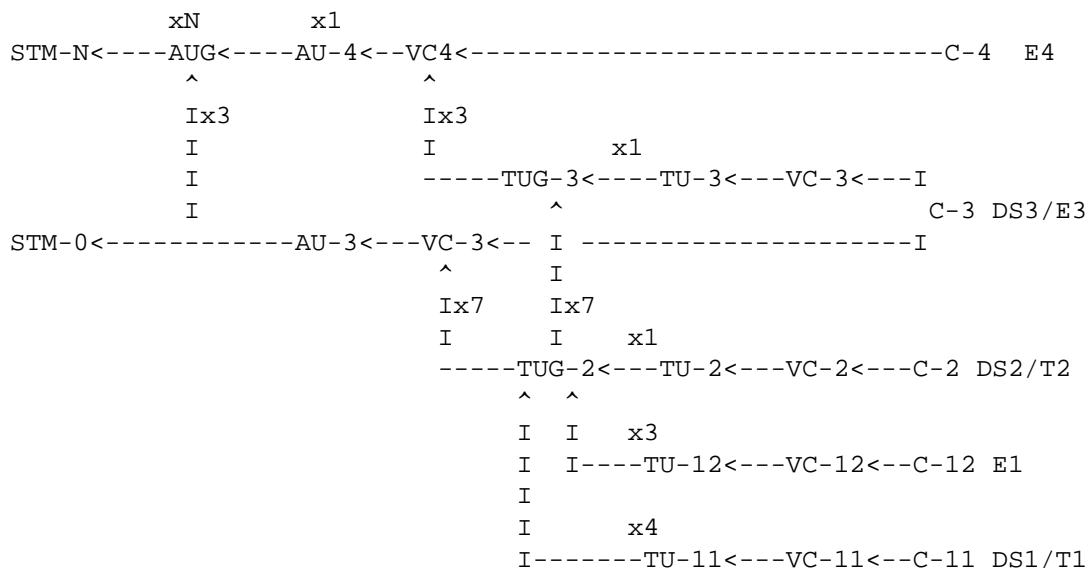 xN         x1
STM-N<----AUG<----AU-4<--VC4<------------------------------C-4  E4
               ^               ^
               Ix3             Ix3
               I               I            x1
               I               -----TUG-3<----TU-3<---VC-3<---I
               I                       ^                       C-3 DS3/E3
STM-0<------------AU-3<---VC-3<-- I ---------------------I
                                ^      I
                                Ix7    Ix7
                                I      I    x1
                                -----TUG-2<---TU-2<---VC-2<---C-2 DS2/T2
                                     ^  ^
                                     I  I   x3
                                     I  I----TU-12<---VC-12<--C-12 E1
                                     I
                                     I      x4
                                     I-------TU-11<---VC-11<--C-11 DS1/T1